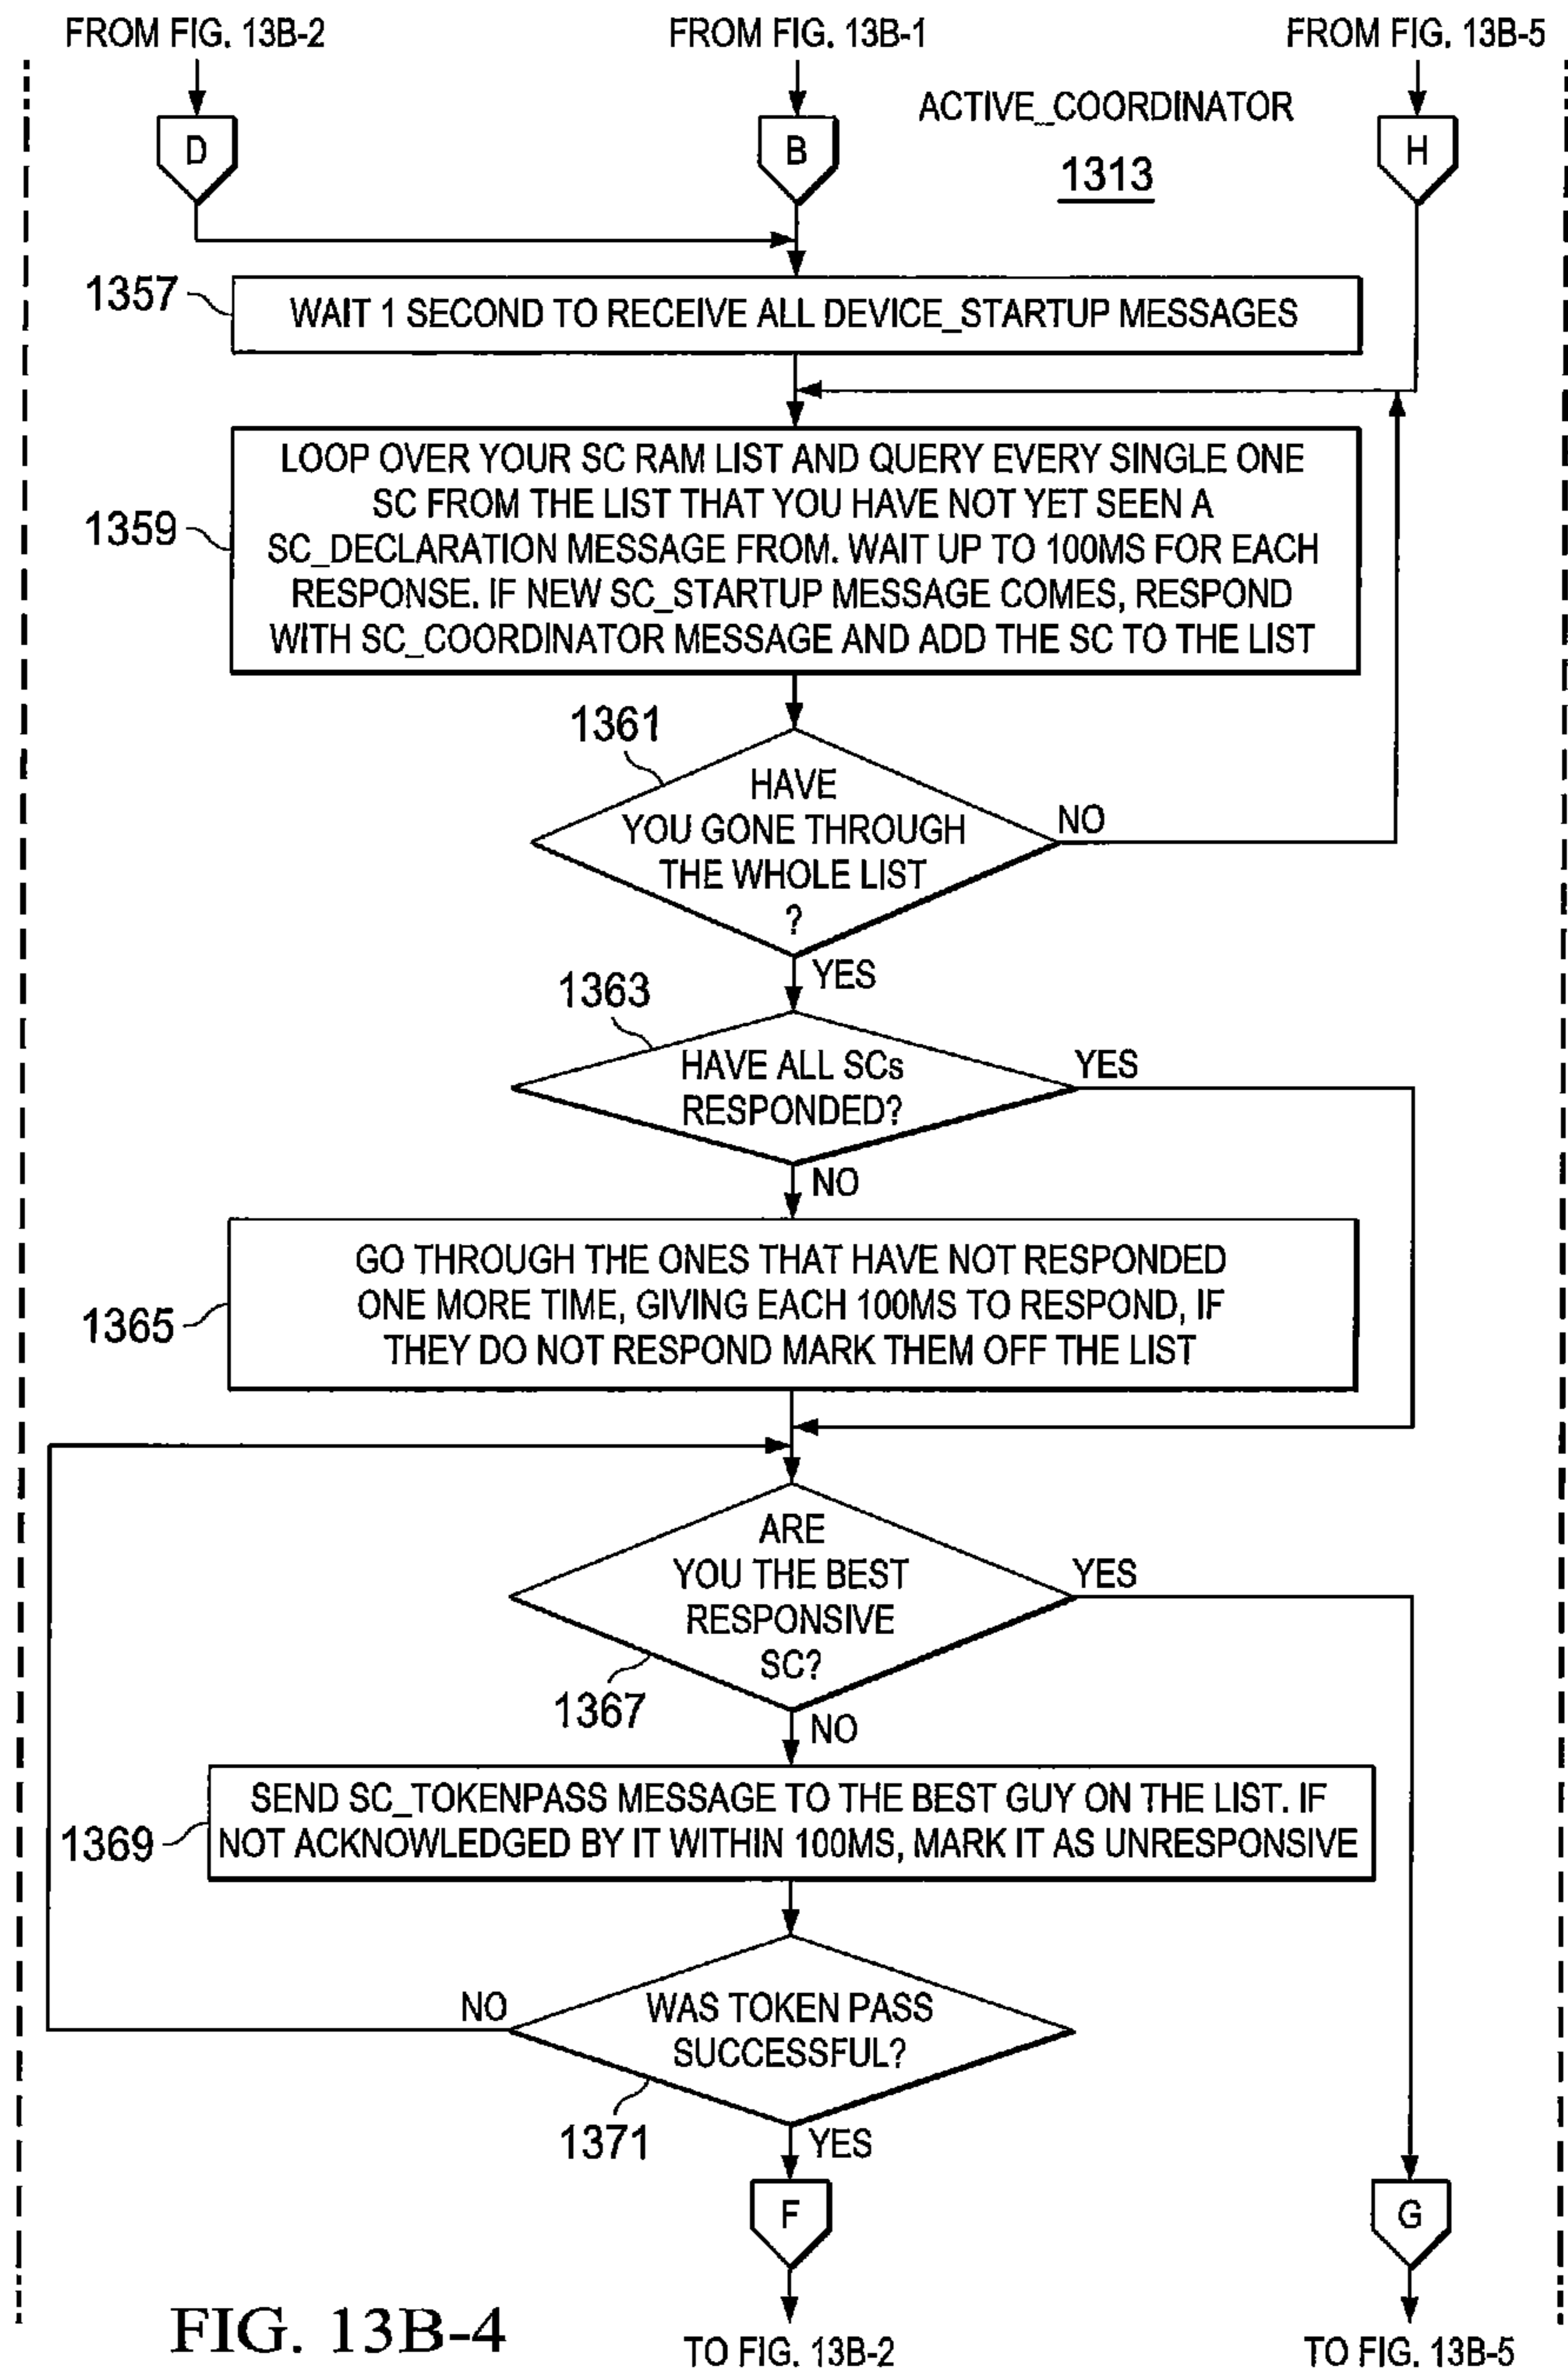 FROM FIG. 13B-2
FROM FIG. 13B-1
FROM FIG. 13B-5
D
B
ACTIVE_COORDINATOR
1313
H
1357
WAIT 1 SECOND TO RECEIVE ALL DEVICE_STARTUP MESSAGES
1359
LOOP OVER YOUR SC RAM LIST AND QUERY EVERY SINGLE ONE
SC FROM THE LIST THAT YOU HAVE NOT YET SEEN A
SC_DECLARATION MESSAGE FROM. WAIT UP TO 100MS FOR EACH
RESPONSE. IF NEW SC_STARTUP MESSAGE COMES, RESPOND
WITH SC_COORDINATOR MESSAGE AND ADD THE SC TO THE LIST
1361
HAVE
YOU GONE THROUGH
THE WHOLE LIST
?
NO
YES
1363
HAVE ALL SCs
RESPONDED?
YES
NO
1365
GO THROUGH THE ONES THAT HAVE NOT RESPONDED
ONE MORE TIME, GIVING EACH 100MS TO RESPOND, IF
THEY DO NOT RESPOND MARK THEM OFF THE LIST
ARE
YOU THE BEST
RESPONSIVE
SC?
YES
1367
NO
1369
SEND SC_TOKENPASS MESSAGE TO THE BEST GUY ON THE LIST. IF
NOT ACKNOWLEDGED BY IT WITHIN 100MS, MARK IT AS UNRESPONSIVE
NO
WAS TOKEN PASS
SUCCESSFUL?
1371
YES
F
G
FIG. 13B-4
TO FIG. 13B-2
TO FIG. 13B-5